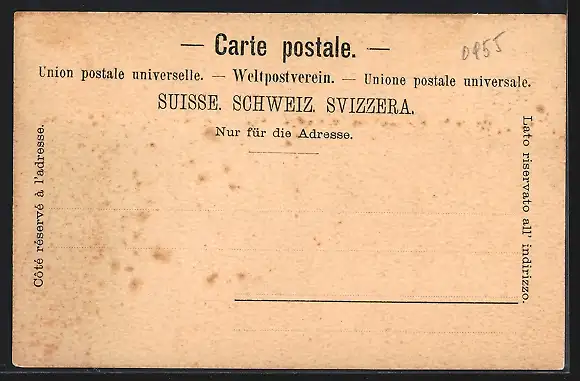 — Carte postale. —
0955
Union postale universelle. — Weltpostverein. — Unione postale universale.
SUISSE. SCHWEIZ. SVIZZERA.
Nur für die Adresse.
Côté réservé à l'adresse.
Lato riservato all' indirizzo.